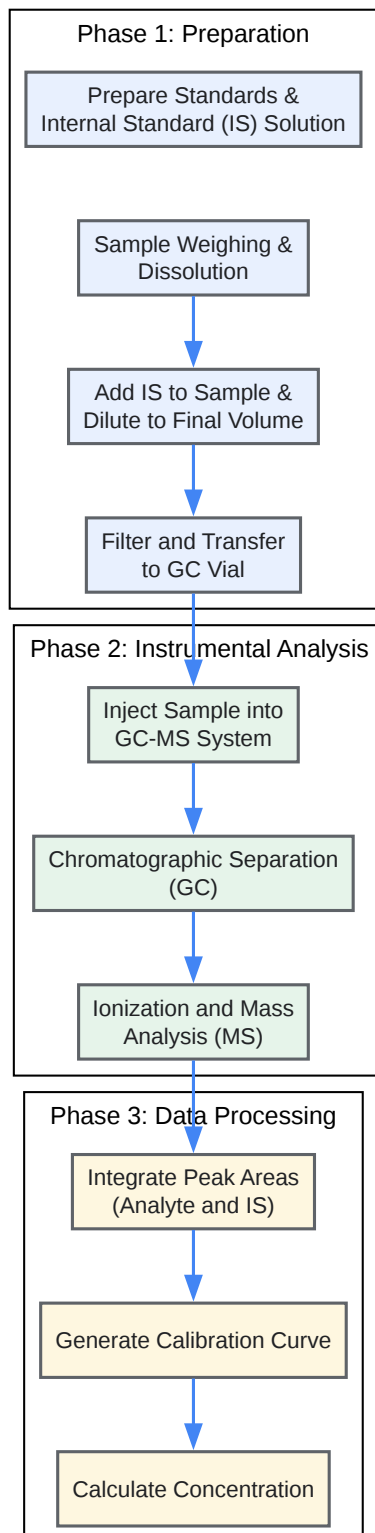 Phase 1: Preparation
Prepare Standards &
Internal Standard (IS) Solution
Sample Weighing &
Dissolution
Add IS to Sample &
Dilute to Final Volume
Filter and Transfer
to GC Vial
Phase 2: Instrumental Analysis
Inject Sample into
GC-MS System
Chromatographic Separation
(GC)
Ionization and Mass
Analysis (MS)
Phase 3: Data Processing
Integrate Peak Areas
(Analyte and IS)
Generate Calibration Curve
Calculate Concentration